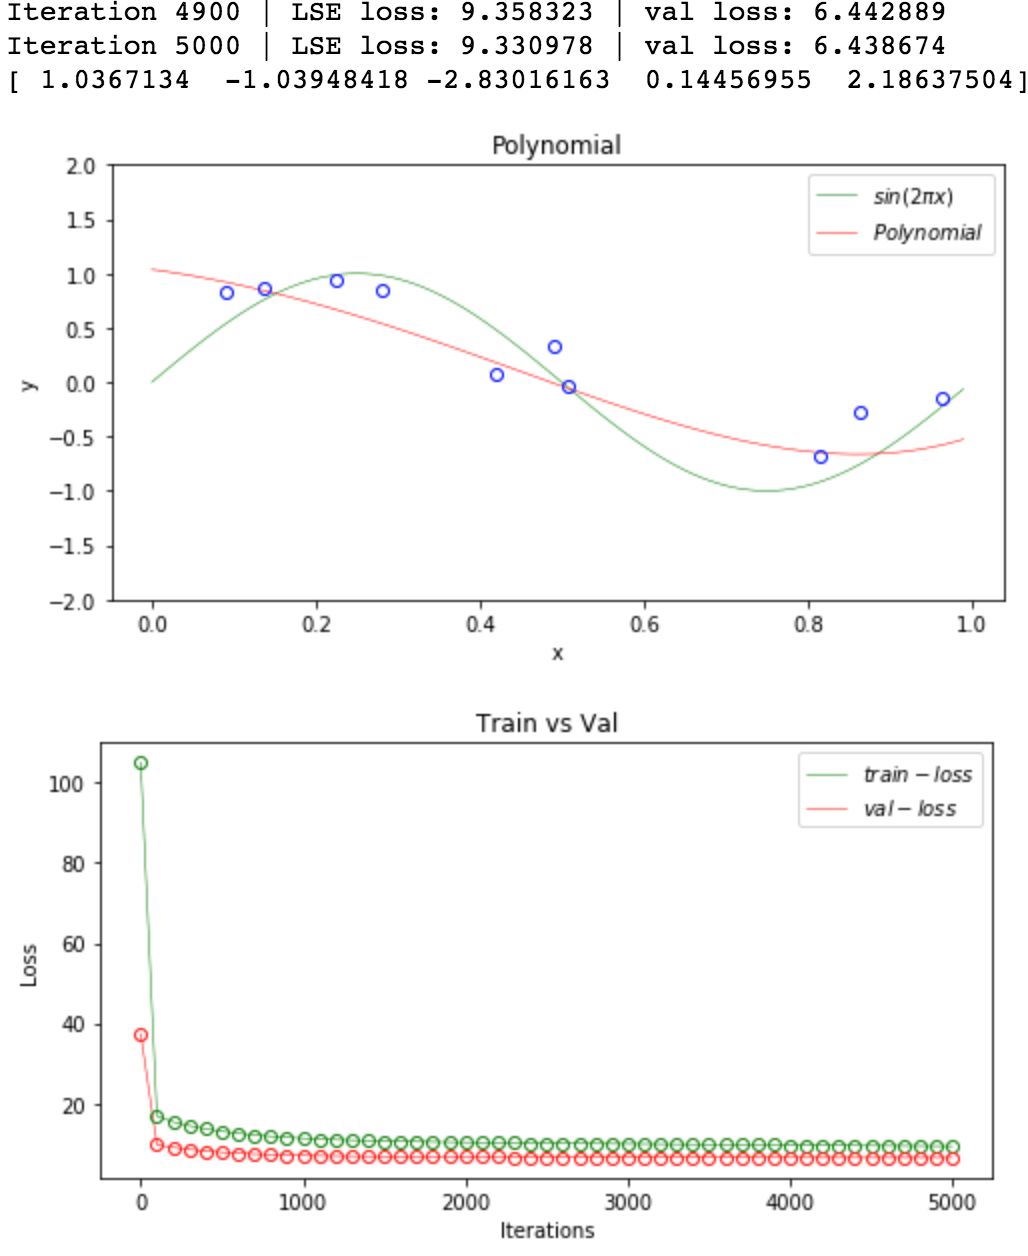 Iteration 4900 | LSE loss: 9.358323 | val loss: 6.442889
Iteration 5000 | LSE loss: 9.330978 | val loss: 6.438674
[ 1.0367134  -1.03948418 -2.83016163  0.14456955  2.18637504]
Polynomial
2.0
1.5
1.0
0.5
0.0
−0.5
−1.0
−1.5
−2.0
y
sin(2πx)
Polynomial
0.0 0.2 0.4 0.6 0.8 1.0
x
Train vs Val
100
80
60
40
20
Loss
train − loss
val − loss
0 1000 2000 3000 4000 5000
Iterations